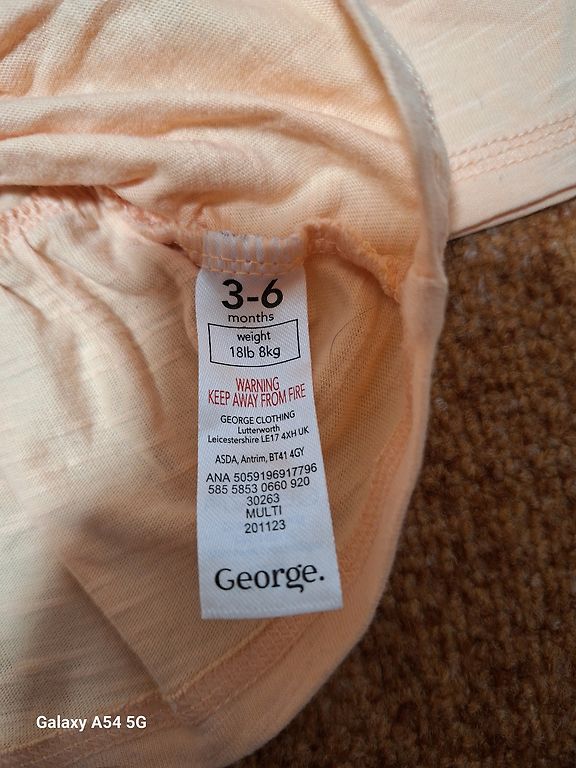 3-6
months
weight
18lb 8kg
WARNING
KEEP AWAY FROM FIRE
GEORGE CLOTHING
Lutterworth
Leicestershire LE17 4XH UK
ASDA, Antrim, BT41 4GY
ANA 5059196917796
585 5853 0660 920
30263
MULTI
201123
George.
Galaxy A54 5G